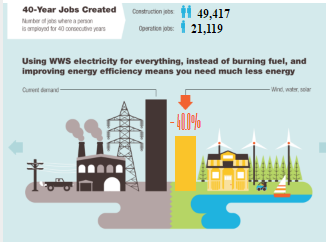 40-Year Jobs Created
Number of jobs where a person
is employed for 40 consecutive years
Construction jobs: 49,417
Operation jobs: 21,119
Using WWS electricity for everything, instead of burning fuel, and
improving energy efficiency means you need much less energy
Current demand
Wind, water, solar
- 40.0%